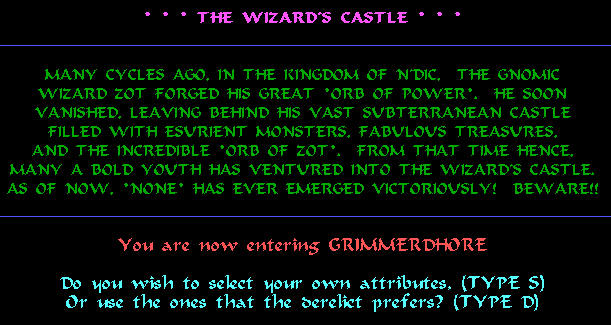 * * * THE WIZARD'S CASTLE * * *
MANY CYCLES AGO, IN THE KINGDOM OF N'DIC, THE GNOMIC
WIZARD ZOT FORGED HIS GREAT *ORB OF POWER*. HE SOON
VANISHED, LEAVING BEHIND HIS VAST SUBTERRANEAN CASTLE
FILLED WITH ESURIENT MONSTERS, FABULOUS TREASURES,
AND THE INCREDIBLE *ORB OF ZOT*. FROM THAT TIME HENCE,
MANY A BOLD YOUTH HAS VENTURED INTO THE WIZARD'S CASTLE.
AS OF NOW, *NONE* HAS EVER EMERGED VICTORIOUSLY! BEWARE!!
You are now entering GRIMMERDHORE
Do you wish to select your own attributes, (TYPE S)
Or use the ones that the derelict prefers? (TYPE D)